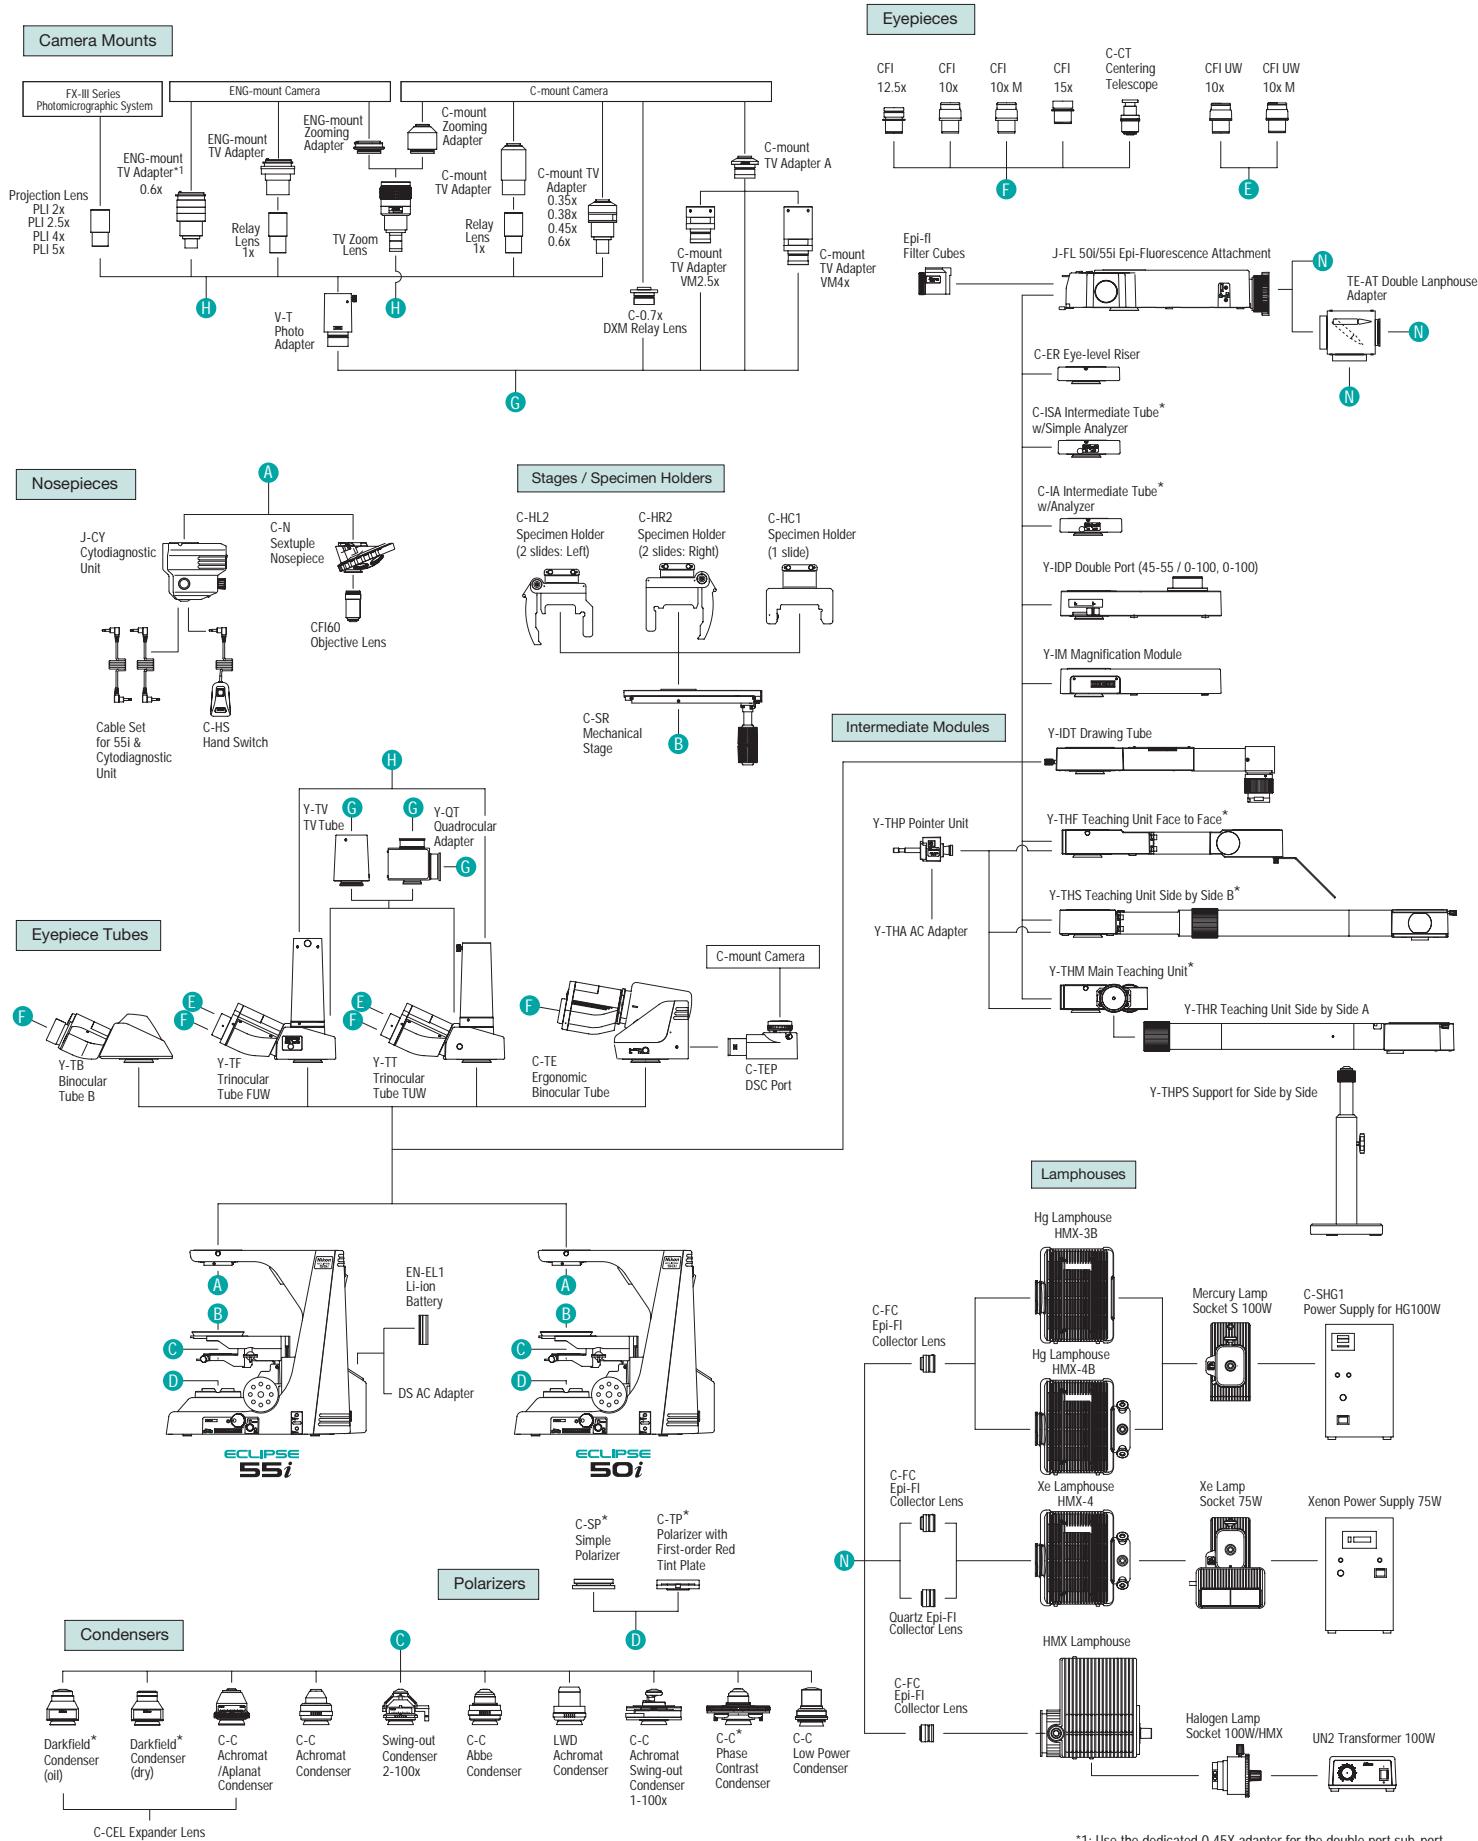 Camera Mounts
FX-III Series
Photomicrographic System
ENG-mount Camera
C-mount Camera
Projection Lens
PLI 2x
PLI 2.5x
PLI 4x
PLI 5x
ENG-mount
TV Adapter*1
0.6x
ENG-mount
TV Adapter
Relay
Lens
1x
ENG-mount
Zooming
Adapter
C-mount
Zooming
Adapter
TV Zoom
Lens
C-mount
TV Adapter
Relay
Lens
1x
C-mount TV
Adapter
0.35x
0.38x
0.45x
0.6x
C-mount
TV Adapter A
C-mount
TV Adapter
VM2.5x
C-mount
TV Adapter
VM4x
C-0.7x
DXM Relay Lens
H
H
V-T
Photo
Adapter
G
Eyepieces
CFI
12.5x
CFI
10x
CFI
10x M
CFI
15x
C-CT
Centering
Telescope
CFI UW
10x
CFI UW
10x M
F
E
Epi-fl
Filter Cubes
J-FL 50i/55i Epi-Fluorescence Attachment
N
TE-AT Double Lanphouse
Adapter
N
N
C-ER Eye-level Riser
C-ISA Intermediate Tube*
w/Simple Analyzer
C-IA Intermediate Tube*
w/Analyzer
Y-IDP Double Port (45-55 / 0-100, 0-100)
Y-IM Magnification Module
Intermediate Modules
Y-IDT Drawing Tube
Y-THP Pointer Unit
Y-THF Teaching Unit Face to Face*
Y-THS Teaching Unit Side by Side B*
Y-THA AC Adapter
Y-THM Main Teaching Unit*
Y-THR Teaching Unit Side by Side A
Y-THPS Support for Side by Side
Nosepieces
A
J-CY
Cytodiagnostic
Unit
C-N
Sextuple
Nosepiece
CFI60
Objective Lens
Cable Set
for 55i &
Cytodiagnostic
Unit
C-HS
Hand Switch
Stages / Specimen Holders
C-HL2
Specimen Holder
(2 slides: Left)
C-HR2
Specimen Holder
(2 slides: Right)
C-HC1
Specimen Holder
(1 slide)
C-SR
Mechanical
Stage
B
H
Y-TV
TV Tube
G
G
Y-QT
Quadrocular
Adapter
G
Eyepiece Tubes
F
Y-TB
Binocular
Tube B
E
F
Y-TF
Trinocular
Tube FUW
E
F
Y-TT
Trinocular
Tube TUW
F
C-TE
Ergonomic
Binocular Tube
C-mount Camera
C-TEP
DSC Port
Nikon
A
B
C
D
EN-EL1
Li-ion
Battery
DS AC Adapter
ECLIPSE
55i
Nikon
A
B
C
D
ECLIPSE
50i
Lamphouses
Hg Lamphouse
HMX-3B
C-FC
Epi-Fl
Collector Lens
Hg Lamphouse
HMX-4B
Mercury Lamp
Socket S 100W
C-SHG1
Power Supply for HG100W
C-FC
Epi-Fl
Collector Lens
Xe Lamphouse
HMX-4
Xe Lamp
Socket 75W
Xenon Power Supply 75W
N
Quartz Epi-Fl
Collector Lens
HMX Lamphouse
C-FC
Epi-Fl
Collector Lens
Halogen Lamp
Socket 100W/HMX
UN2 Transformer 100W
Polarizers
C-SP*
Simple
Polarizer
C-TP*
Polarizer with
First-order Red
Tint Plate
D
Condensers
C
Darkfield*
Condenser
(oil)
Darkfield*
Condenser
(dry)
C-C
Achromat
/Aplanat
Condenser
C-C
Achromat
Condenser
Swing-out
Condenser
2-100x
C-C
Abbe
Condenser
LWD
Achromat
Condenser
C-C
Achromat
Swing-out
Condenser
1-100x
C-C*
Phase
Contrast
Condenser
C-C
Low Power
Condenser
C-CEL Expander Lens
*1: Use the dedicated 0.45X adapter for the double port sub-port